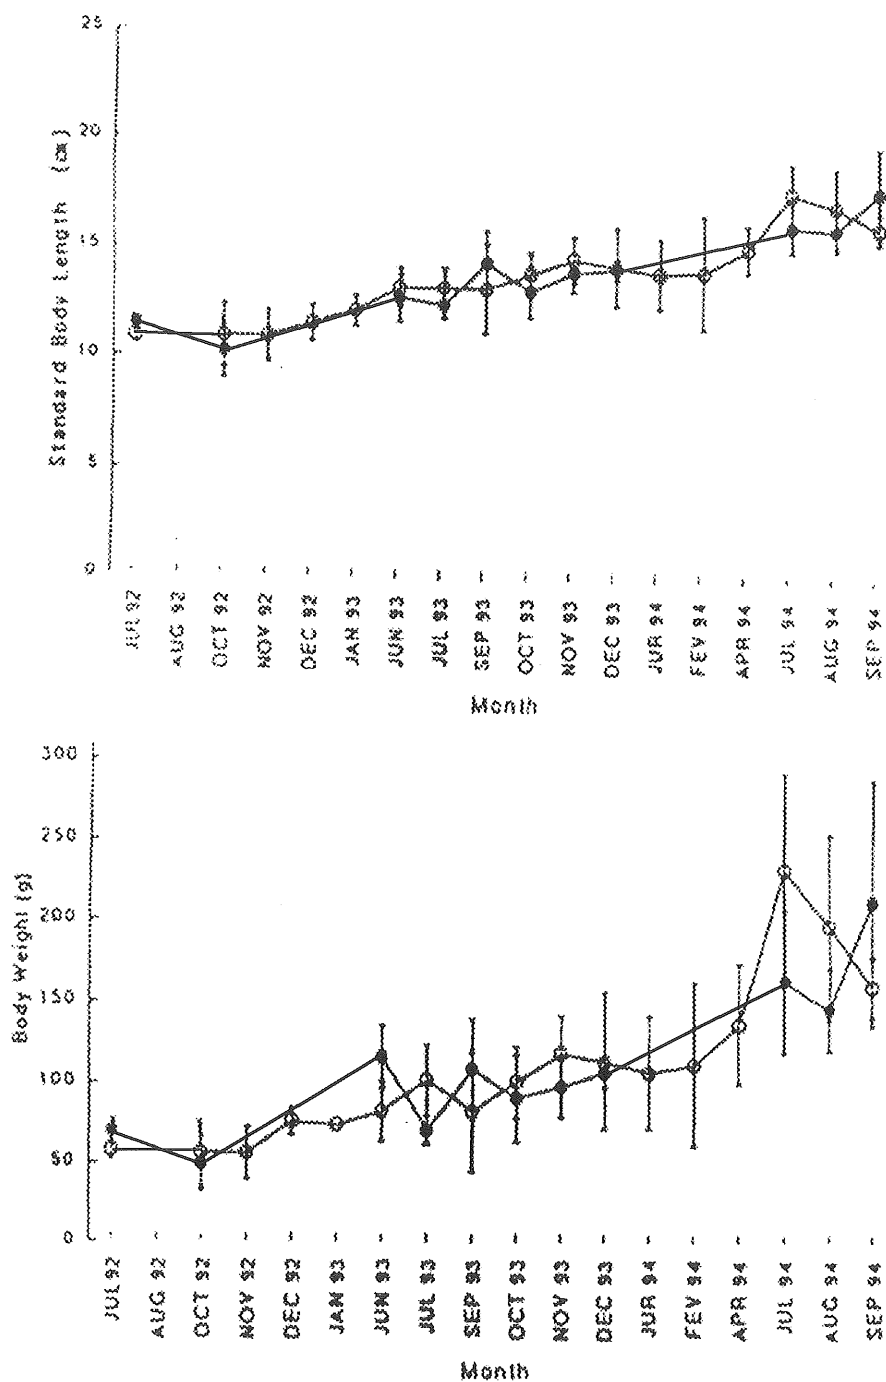 25
20
15
10
5
0
Standard Body Length (cm)
JUL 92
AUG 92
OCT 92
NOV 92
DEC 92
JAN 93
JUN 93
JUL 93
SEP 93
OCT 93
NOV 93
DEC 93
JUR 94
FEV 94
APR 94
JUL 94
AUG 94
SEP 94
Month
300
250
200
150
100
50
0
Body Weight (g)
JUL 92
AUG 92
OCT 92
NOV 92
DEC 92
JAN 93
JUN 93
JUL 93
SEP 93
OCT 93
NOV 93
DEC 93
JUR 94
FEV 94
APR 94
JUL 94
AUG 94
SEP 94
Month